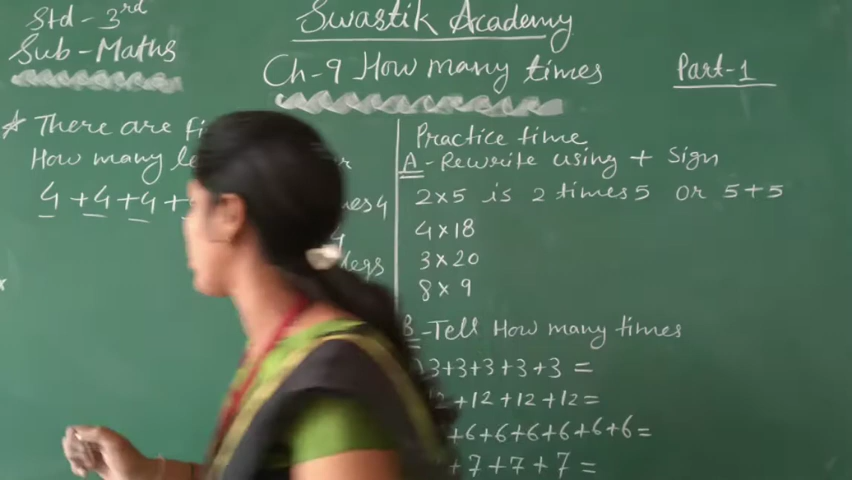 Std - 3rd
Sub - Maths
Swastik Academy
Ch-9 How many times
Part-1
There are
How many
4 + 4 + 4 +
4
Practice time
A - Rewrite using + Sign
2 × 5 is 2 times 5 or 5 + 5
4 × 18
3 × 20
8 × 9
B - Tell How many times
3+3+3+3+3 =
+12 +12 +12 =
+6+6+6+6+6+6 =
+7+7+7 =